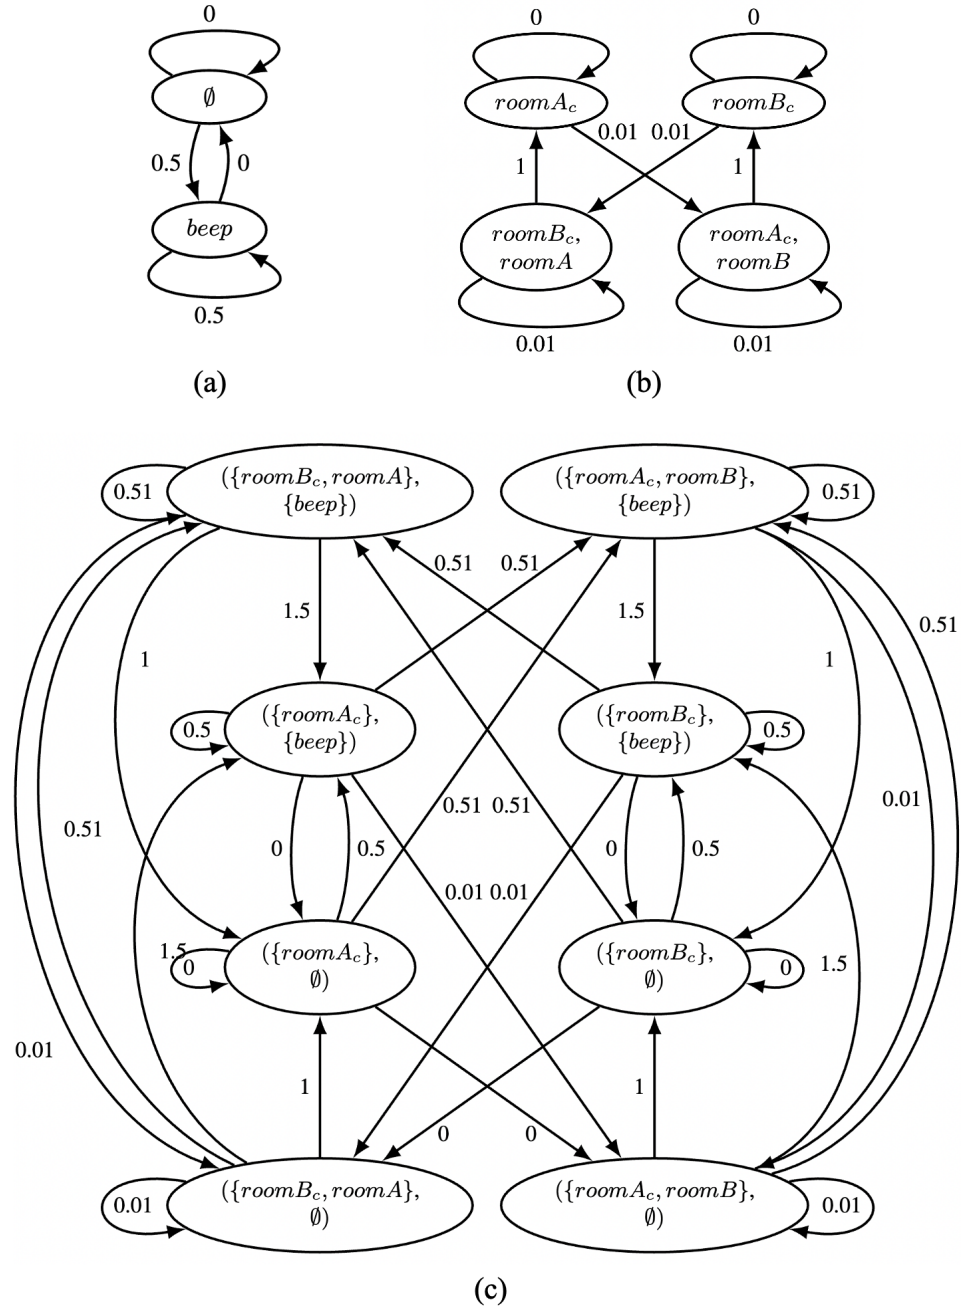 0
∅
0.5 0
beep
0.5
(a)
0 0
roomA_c roomB_c
0.01 0.01
1 1
roomB_c,
roomA
roomA_c,
roomB
0.01 0.01
(b)
({roomB_c, roomA},
{beep})
({roomA_c, roomB},
{beep})
0.51 0.51
0.51 0.51
1.5 1.5
0.51
1 1
({roomA_c},
{beep})
({roomB_c},
{beep})
0.5 0.5
0.51 0.51
0.01
0.51
0 0.5 0 0.5
0.01 0.01
({roomA_c},
∅)
({roomB_c},
∅)
1.5 0 0 1.5
0.01
1 1
0 0
({roomB_c, roomA},
∅)
({roomA_c, roomB},
∅)
0.01 0.01
(c)